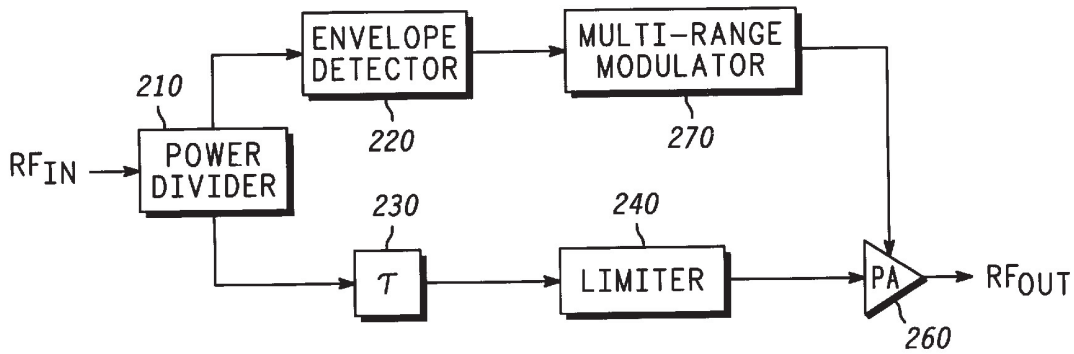 ENVELOPE
DETECTOR
220
MULTI-RANGE
MODULATOR
270
210
POWER
DIVIDER
RFIN
230
τ
240
LIMITER
PA
260
RFOUT